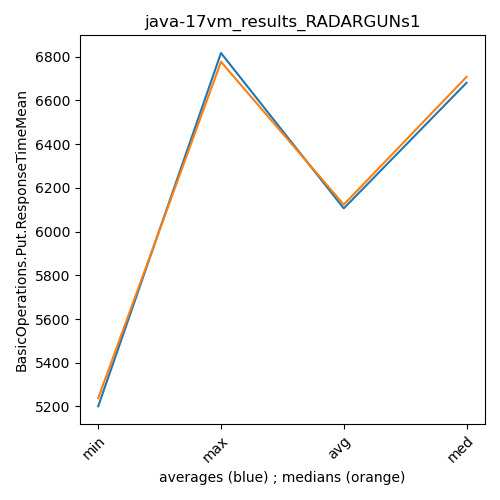 java-17vm_results_RADARGUNs1
BasicOperations.Put.ResponseTimeMean
6800
6600
6400
6200
6000
5800
5600
5400
5200
min
max
avg
med
averages (blue) ; medians (orange)